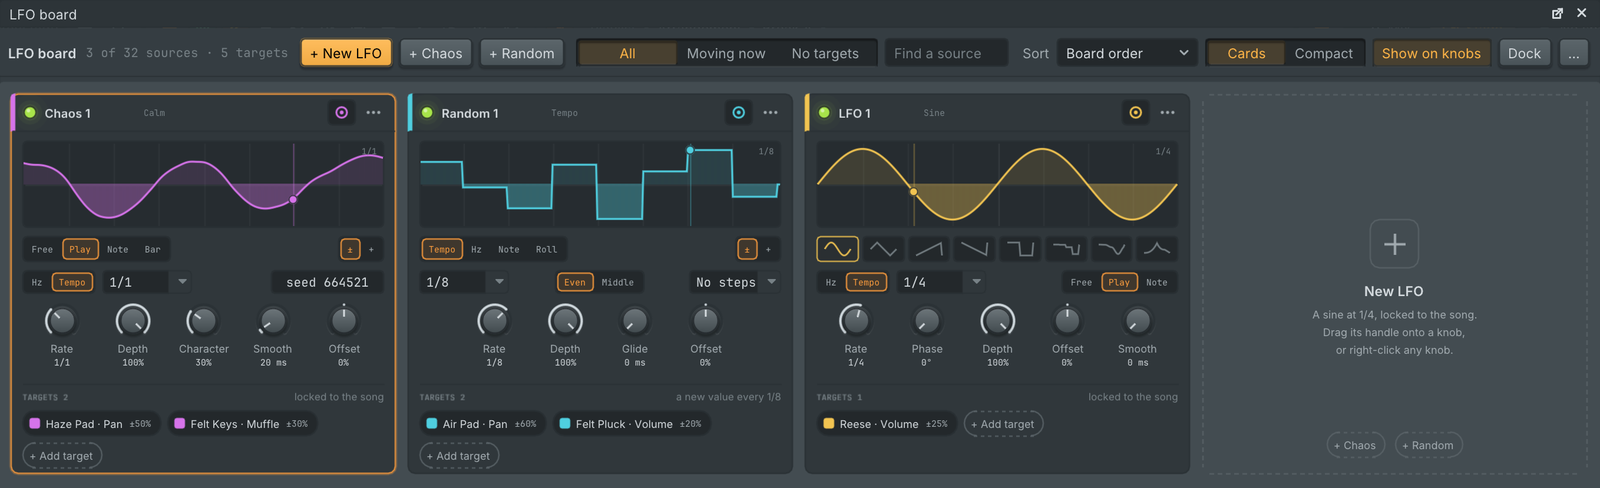 LFO board
LFO board 3 of 32 sources · 5 targets + New LFO + Chaos + Random All Moving now No targets Find a source Sort Board order Cards Compact Show on knobs Dock ...
Chaos 1 Calm
1/1
Free Play Note Bar ± +
Hz Tempo 1/1 seed 664521
Rate Depth Character Smooth Offset
1/1 100% 30% 20 ms 0%
TARGETS 2 locked to the song
Haze Pad · Pan ±50% Felt Keys · Muffle ±30%
+ Add target
Random 1 Tempo
1/8
Tempo Hz Note Roll ± +
1/8 Even Middle No steps
Rate Depth Glide Offset
1/8 100% 0 ms 0%
TARGETS 2 a new value every 1/8
Air Pad · Pan ±60% Felt Pluck · Volume ±20%
+ Add target
LFO 1 Sine
1/4
Hz Tempo 1/4 Free Play Note
Rate Phase Depth Offset Smooth
1/4 0° 100% 0% 0 ms
TARGETS 1 locked to the song
Reese · Volume ±25% + Add target
New LFO
A sine at 1/4, locked to the song.
Drag its handle onto a knob,
or right-click any knob.
+ Chaos + Random